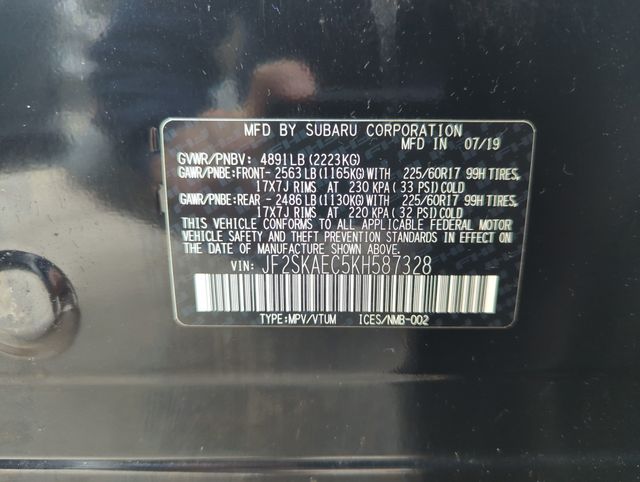 MFD BY SUBARU CORPORATION
MFD IN 07/19
GVWR/PNBV: 4891LB (2223KG)
GAWR/PNBE:FRONT- 2563LB (1165KG)WITH 225/60R17 99H TIRES,
17X7J RIMS AT 230 KPA (33 PSI)COLD
GAWR/PNBE:REAR - 2486LB (1130KG)WITH 225/60R17 99H TIRES,
17X7J RIMS AT 220 KPA (32 PSI)COLD
THIS VEHICLE CONFORMS TO ALL APPLICABLE FEDERAL MOTOR
VEHICLE SAFETY AND THEFT PREVENTION STANDARDS IN EFFECT ON
THE DATE OF MANUFACTURE SHOWN ABOVE.
VIN: JF2SKAEC5KH587328
TYPE:MPV/VTUM ICES/NMB-002